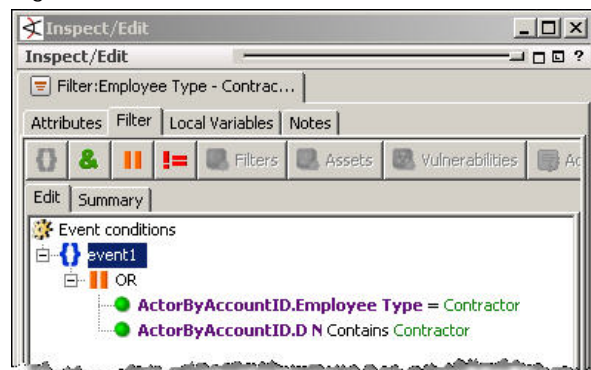 Inspect/Edit
Inspect/Edit ?
Filter:Employee Type - Contrac...
Attributes Filter Local Variables Notes
{} & != Filters Assets Vulnerabilities Ac
Edit Summary
Event conditions
{} event1
OR
ActorByAccountID.Employee Type = Contractor
ActorByAccountID.D N Contains Contractor